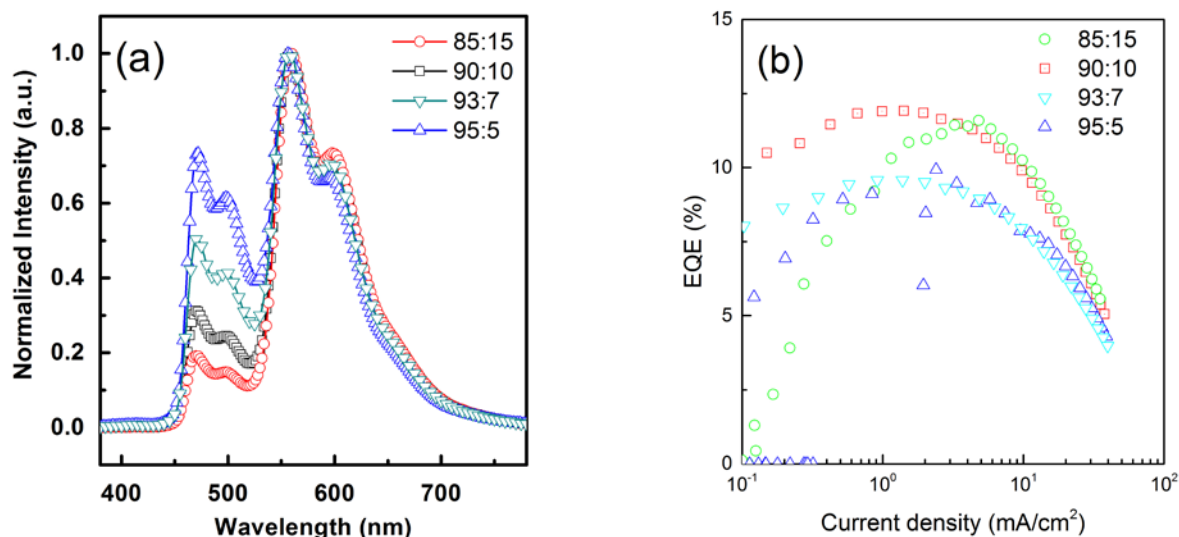 (a)
85:15
90:10
93:7
95:5
Normalized Intensity (a.u.)
1.0
0.8
0.6
0.4
0.2
0.0
400 500 600 700
Wavelength (nm)
(b)
85:15
90:10
93:7
95:5
EQE (%)
15
10
5
0
10⁻¹ 10⁰ 10¹ 10²
Current density (mA/cm²)